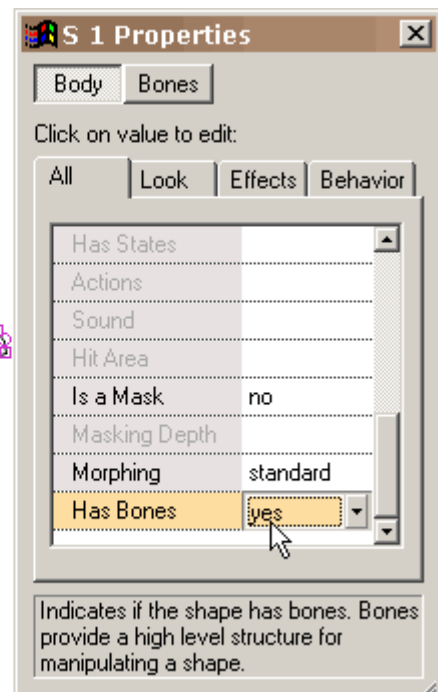 S 1 Properties
Body Bones
Click on value to edit:
All Look Effects Behavior
Has States
Actions
Sound
Hit Area
Is a Mask no
Masking Depth
Morphing standard
Has Bones yes
Indicates if the shape has bones. Bones
provide a high level structure for
manipulating a shape.